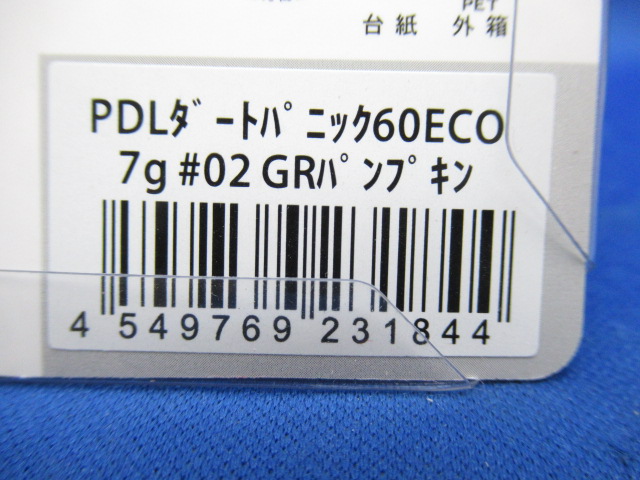 PET
台紙 外箱
PDLﾀﾞｰﾄﾊﾟﾆｯｸ60ECO
7g #02 GRﾊﾟﾝﾌﾟｷﾝ
4 549769 231844